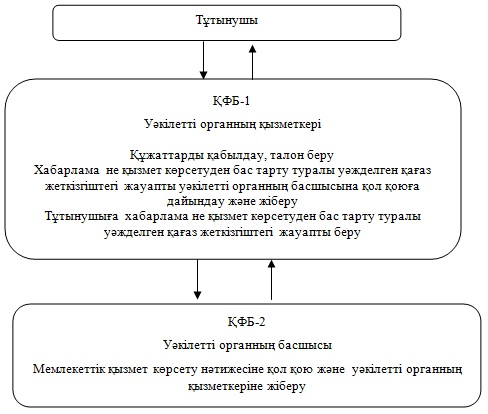 Тұтынушы
ҚФБ-1
Уәкілетті органның қызметкері
Құжаттарды қабылдау, талон беру
Хабарлама не қызмет көрсетуден бас тарту туралы уәжделген қағаз
жеткізгіштегі жауапты уәкілетті органның басшысына қол қоюға
дайындау және жіберу
Тұтынушыға хабарлама не қызмет көрсетуден бас тарту туралы
уәжделген қағаз жеткізгіштегі жауапты беру
ҚФБ-2
Уәкілетті органның басшысы
Мемлекеттік қызмет көрсету нәтижесіне қол қою және уәкілетті органның
қызметкеріне жіберу